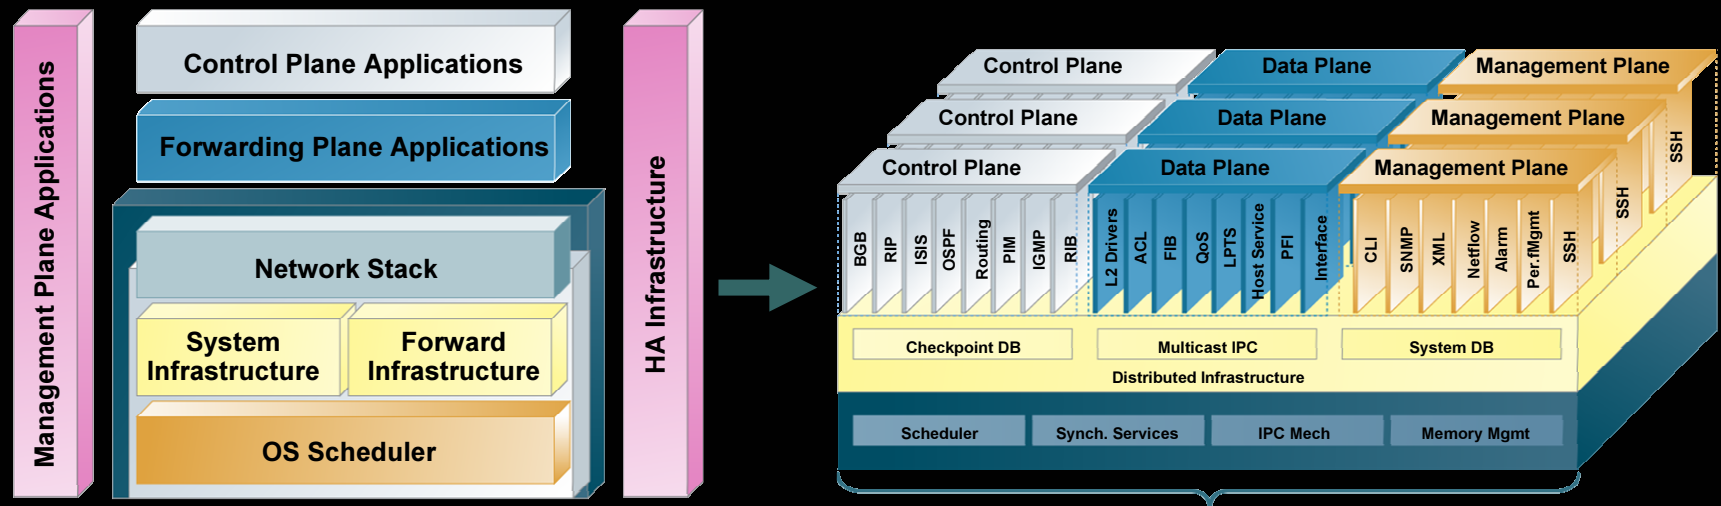 Management Plane Applications
Control Plane Applications
Forwarding Plane Applications
Network Stack
System
Infrastructure
Forward
Infrastructure
OS Scheduler
HA Infrastructure
Control Plane
Data Plane
Management Plane
Control Plane
Data Plane
Management Plane
Control Plane
Data Plane
Management Plane
SSH
SSH
BGB
RIP
ISIS
OSPF
Routing
PIM
IGMP
RIB
L2 Drivers
ACL
FIB
QoS
LPTS
Host Service
PFI
Interface
CLI
SNMP
XML
Netflow
Alarm
Per.fMgmt
SSH
Checkpoint DB
Multicast IPC
System DB
Distributed Infrastructure
Scheduler
Synch. Services
IPC Mech
Memory Mgmt